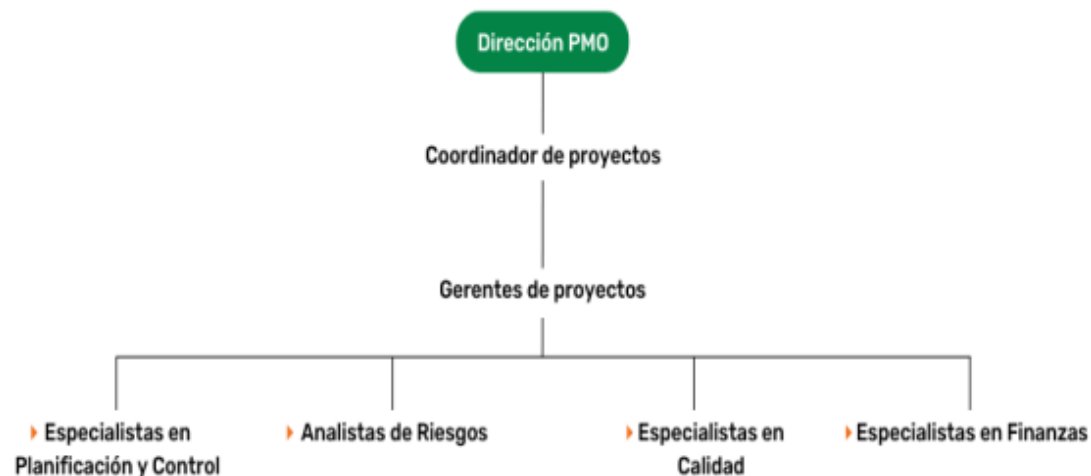 Dirección PMO
Coordinador de proyectos
Gerentes de proyectos
Especialistas en
Planificación y Control
Analistas de Riesgos
Especialistas en
Calidad
Especialistas en Finanzas